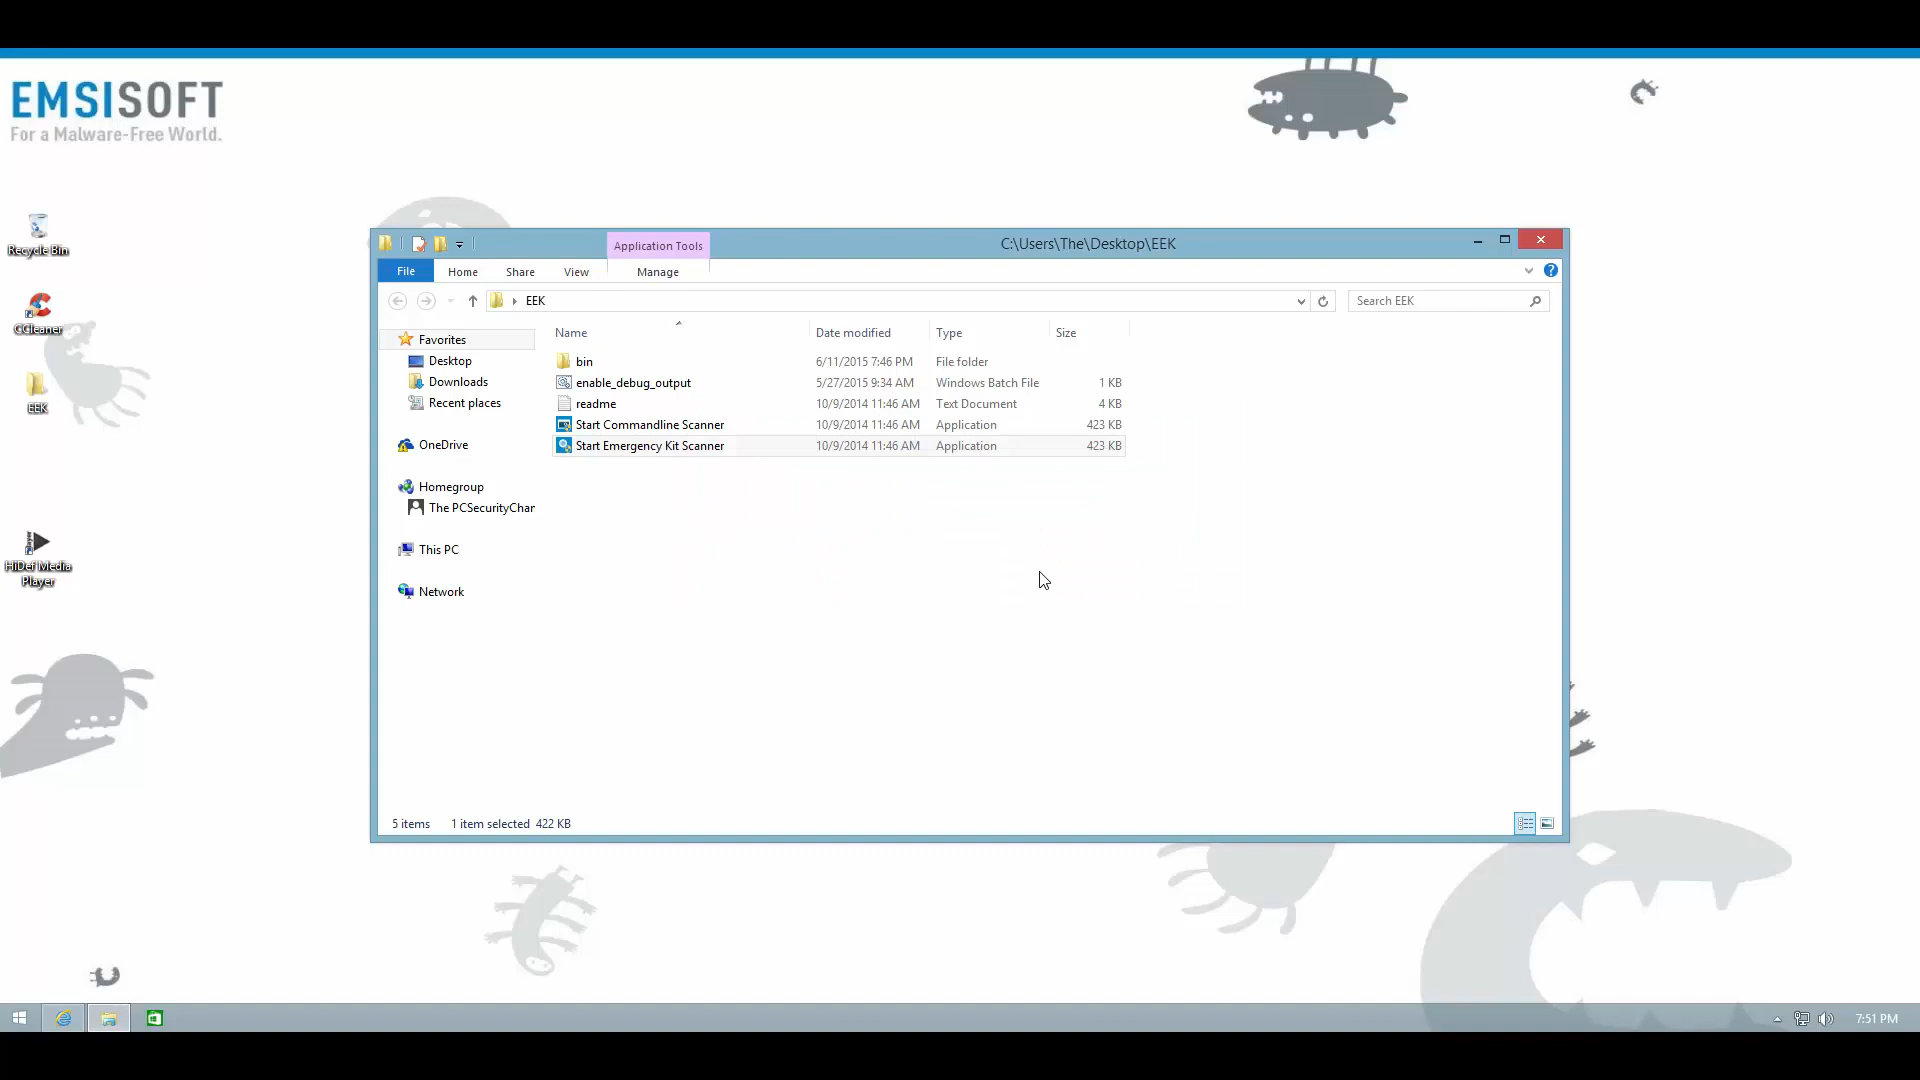 EMSISOFT
For a Malware-Free World.
Recycle Bin
CCleaner
EEK
HiDef Media
Player
Application Tools
C:\Users\The\Desktop\EEK
File
Home
Share
View
Manage
EEK
Search EEK
Favorites
Desktop
Downloads
Recent places
OneDrive
Homegroup
The PCSecurityChar
This PC
Network
Name Date modified Type Size
bin 6/11/2015 7:46 PM File folder
enable_debug_output 5/27/2015 9:34 AM Windows Batch File 1 KB
readme 10/9/2014 11:46 AM Text Document 4 KB
Start Commandline Scanner 10/9/2014 11:46 AM Application 423 KB
Start Emergency Kit Scanner 10/9/2014 11:46 AM Application 423 KB
5 items 1 item selected 422 KB
7:51 PM